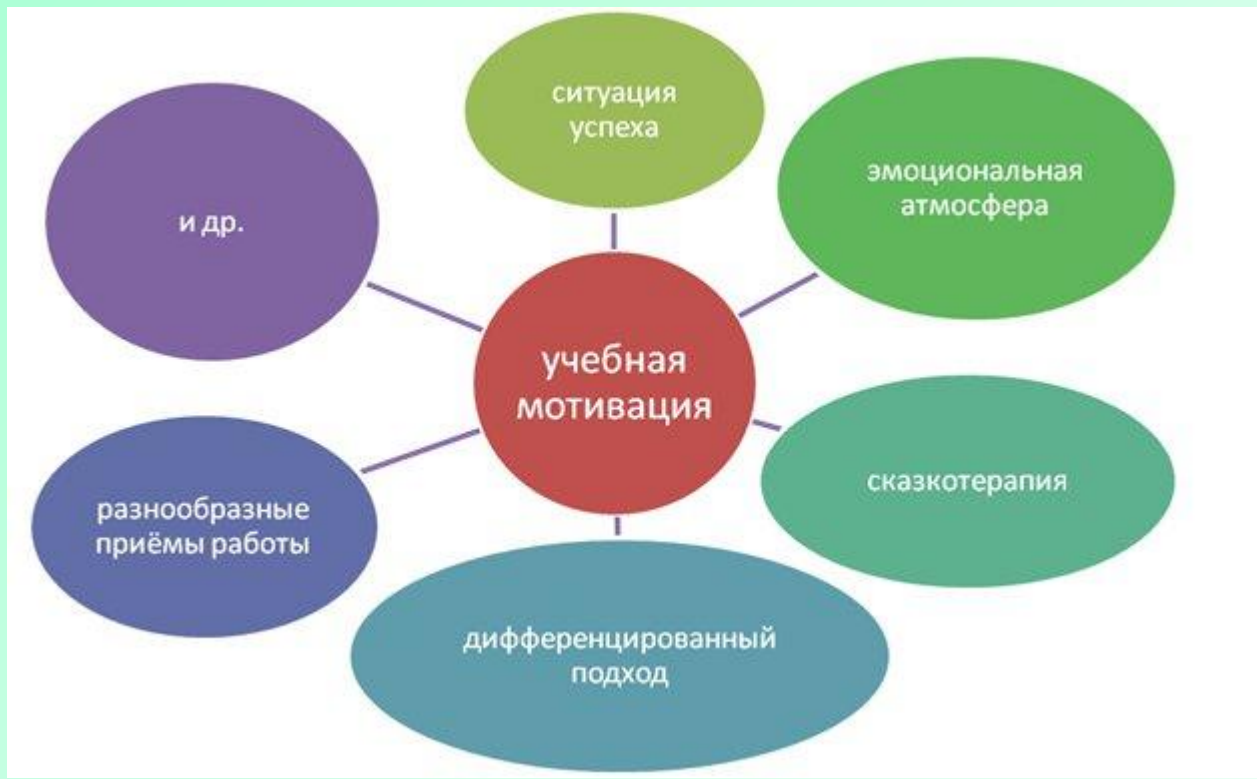 ситуация
успеха
эмоциональная
атмосфера
и др.
учебная
мотивация
сказкотерапия
разнообразные
приёмы работы
дифференцированный
подход